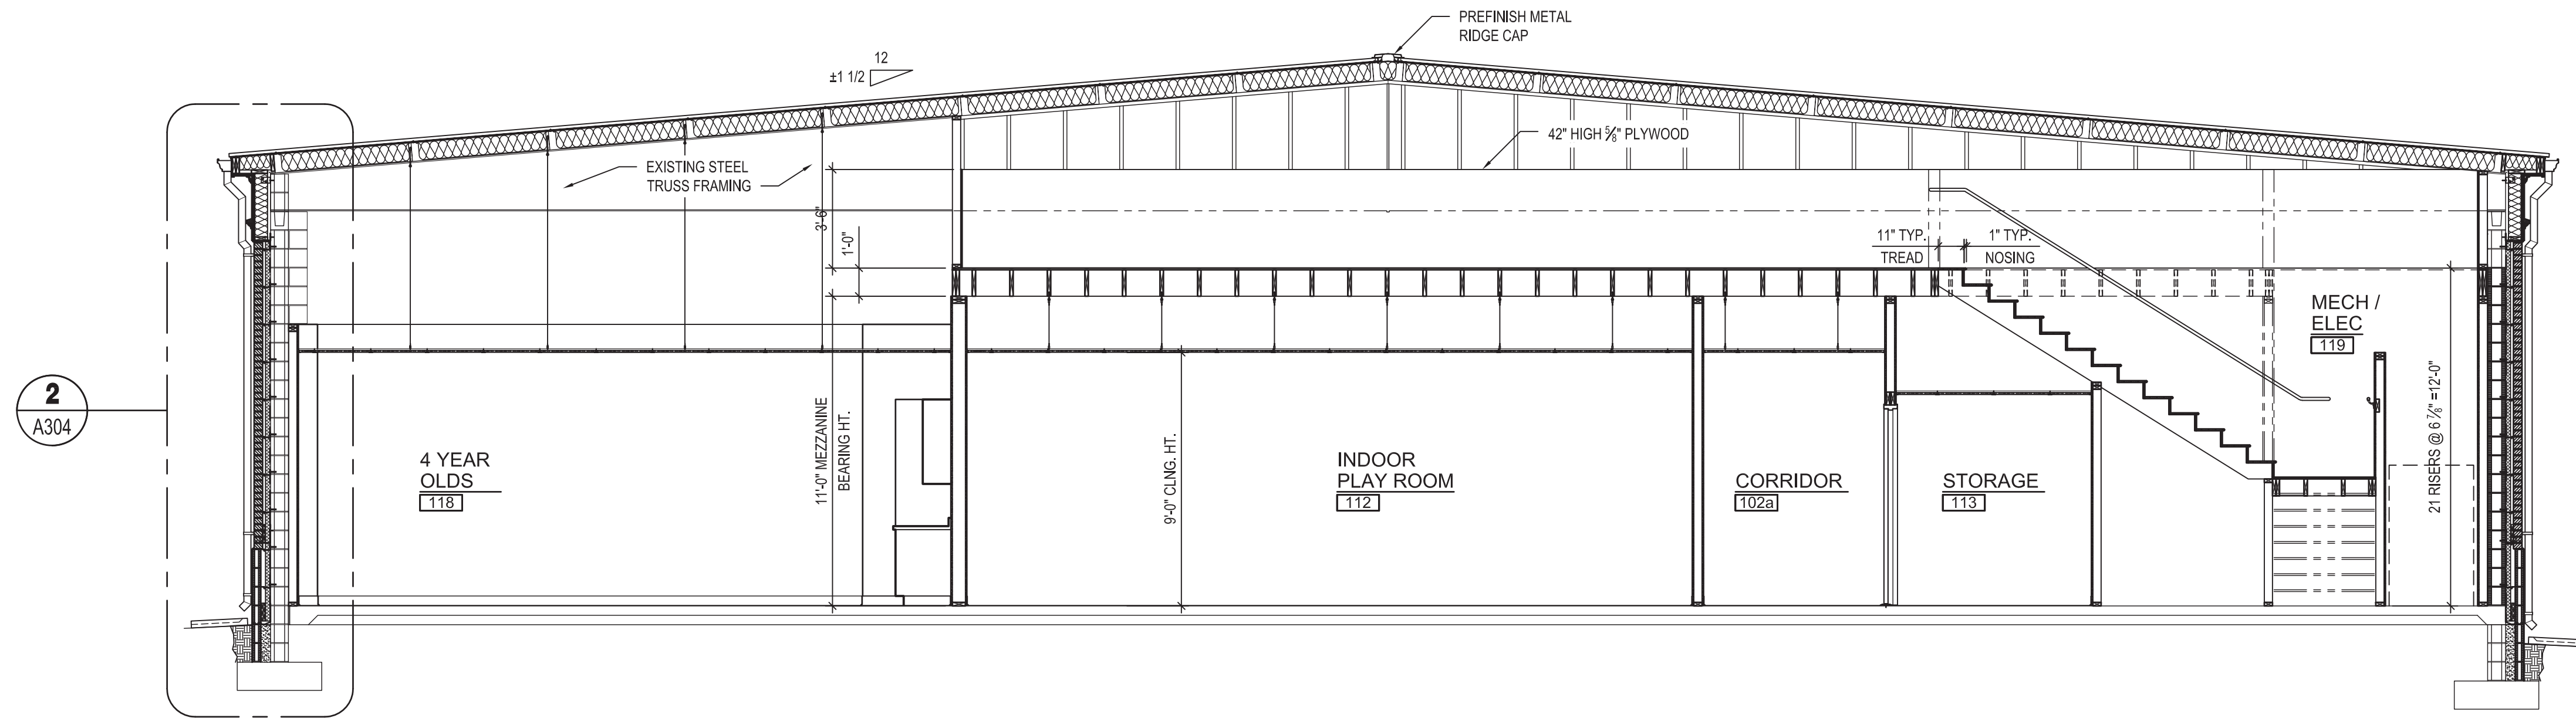 PREFINISH METAL
RIDGE CAP
12
±1 1/2
42" HIGH 5/8" PLYWOOD
EXISTING STEEL
TRUSS FRAMING
3'-6"
1'-0"
11" TYP.
TREAD
1" TYP.
NOSING
MECH /
ELEC
119
2
A304
4 YEAR
OLDS
118
11'-0" MEZZANINE
BEARING HT.
9'-0" CLNG. HT.
INDOOR
PLAY ROOM
112
CORRIDOR
102a
STORAGE
113
21 RISERS @ 6 7/8" = 12'-0"